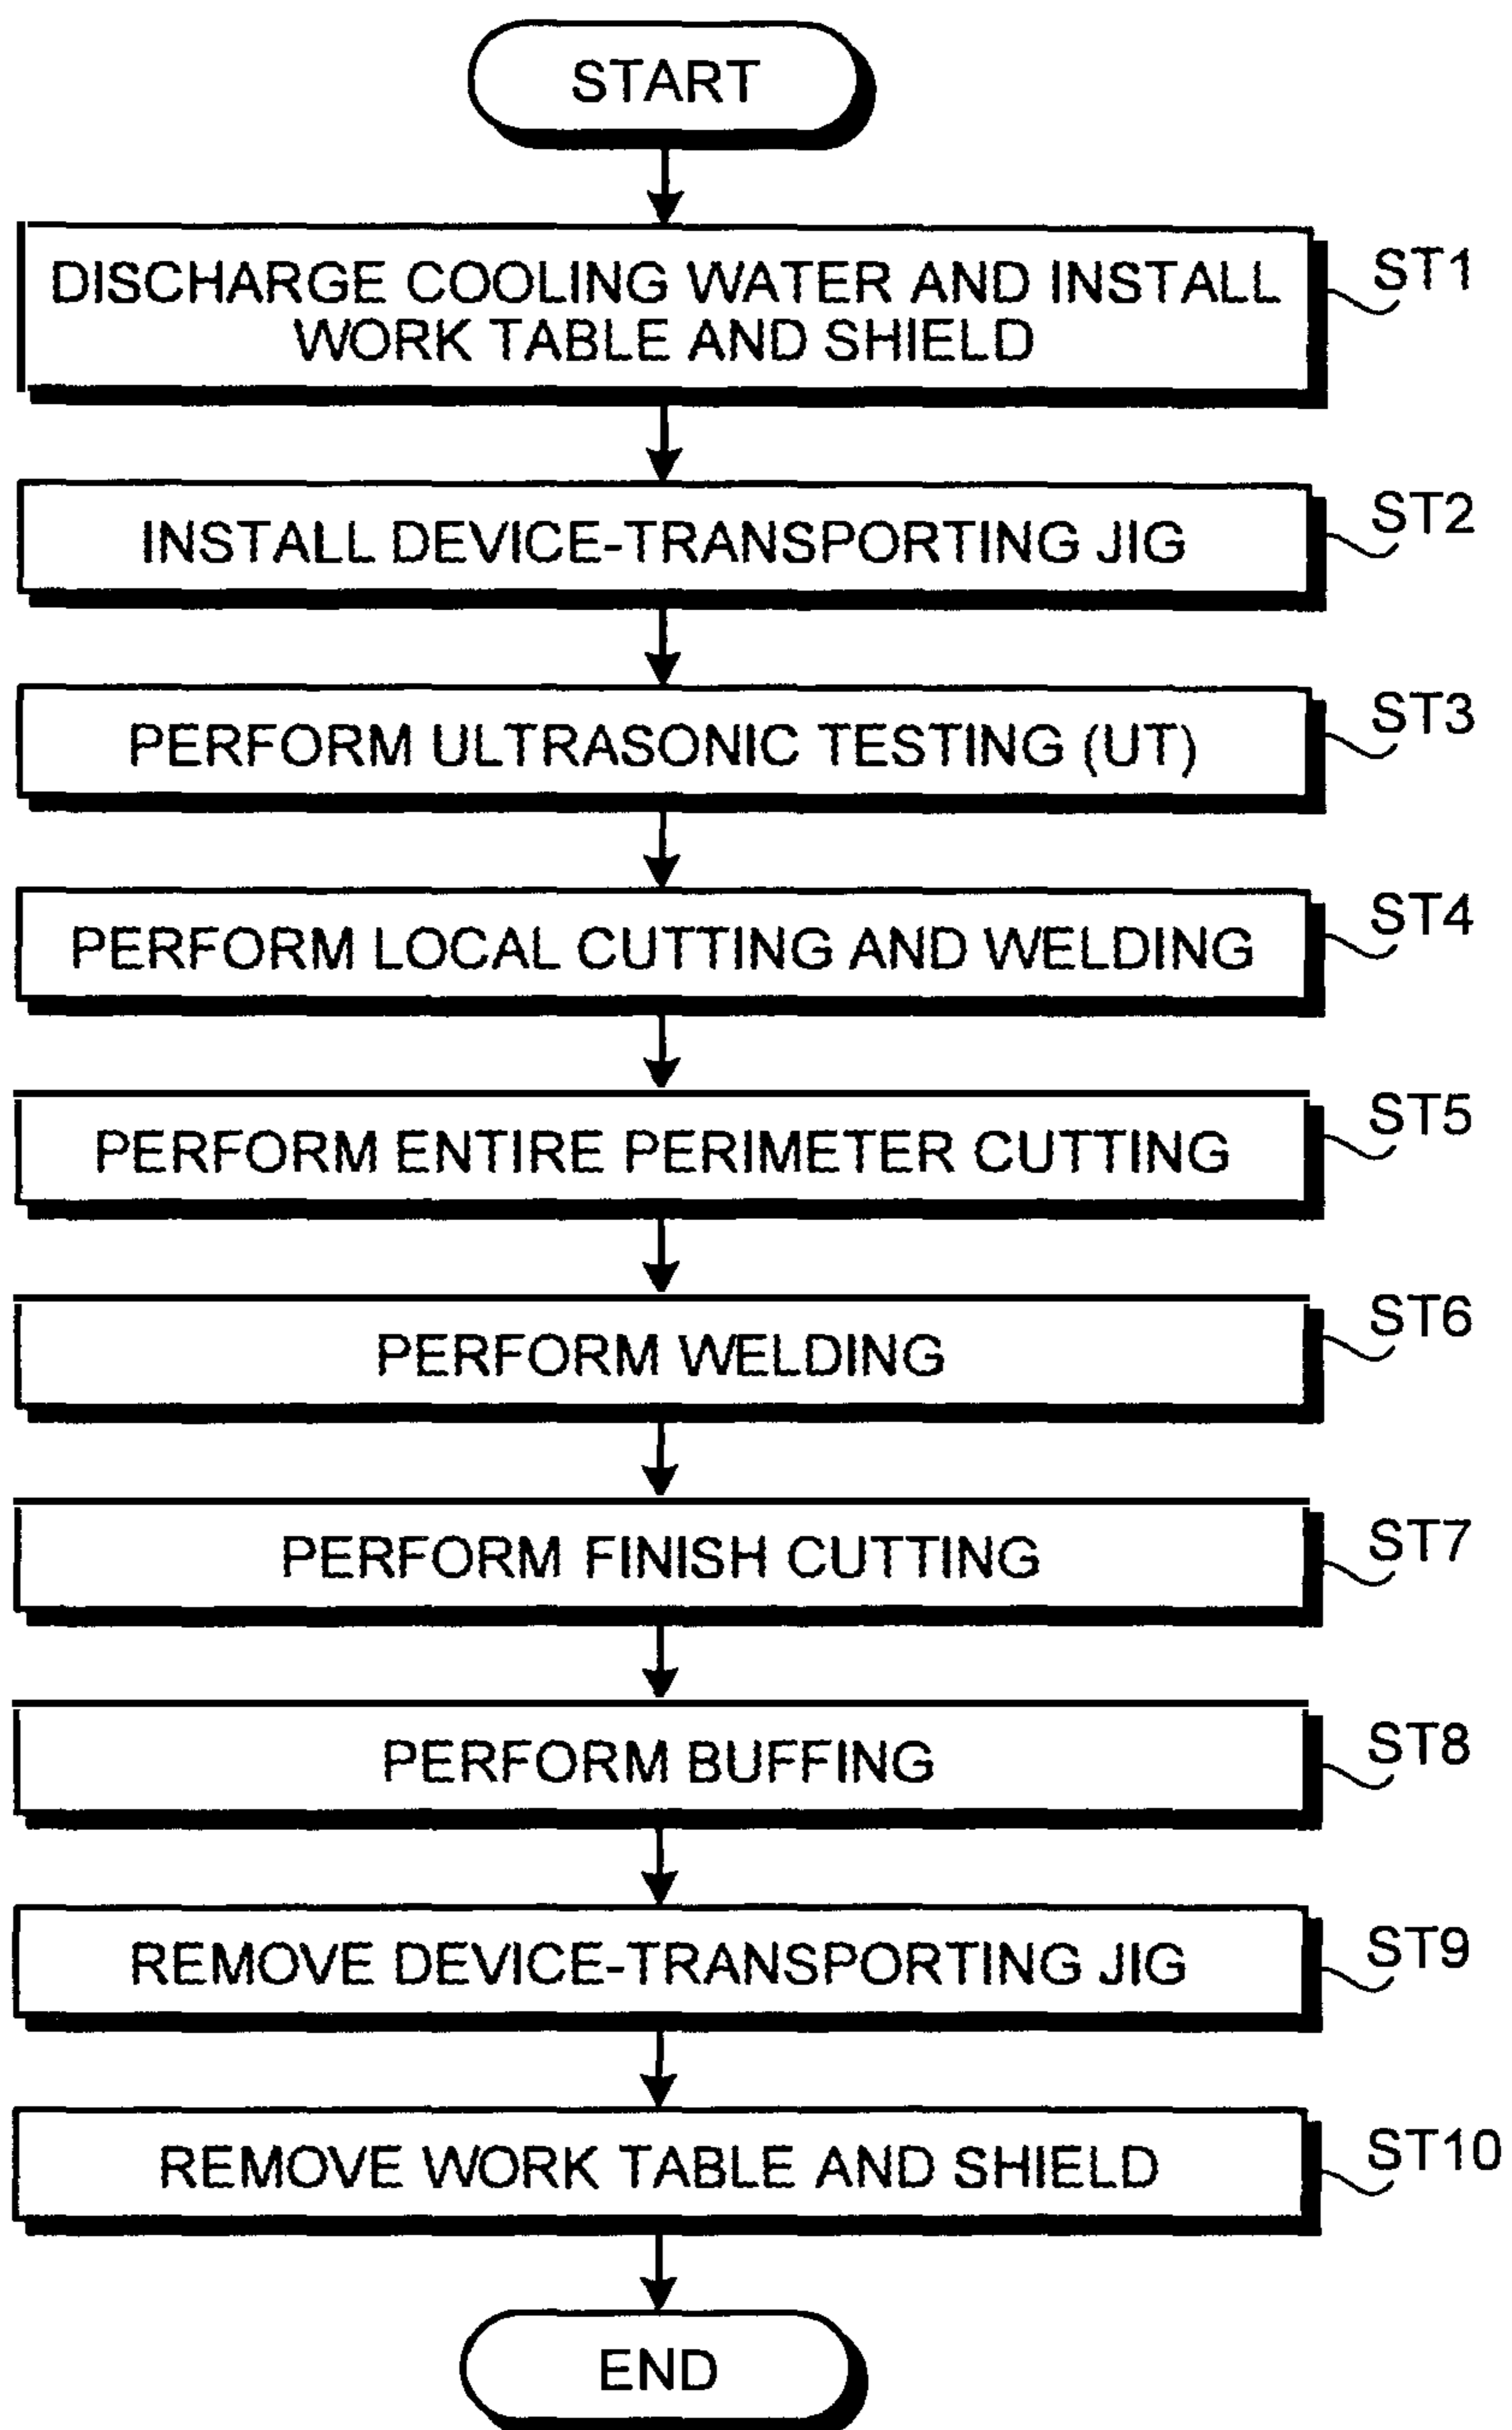 START
DISCHARGE COOLING WATER AND INSTALL
WORK TABLE AND SHIELD
ST1
INSTALL DEVICE-TRANSPORTING JIG
ST2
PERFORM ULTRASONIC TESTING (UT)
ST3
PERFORM LOCAL CUTTING AND WELDING
ST4
PERFORM ENTIRE PERIMETER CUTTING
ST5
PERFORM WELDING
ST6
PERFORM FINISH CUTTING
ST7
PERFORM BUFFING
ST8
REMOVE DEVICE-TRANSPORTING JIG
ST9
REMOVE WORK TABLE AND SHIELD
ST10
END